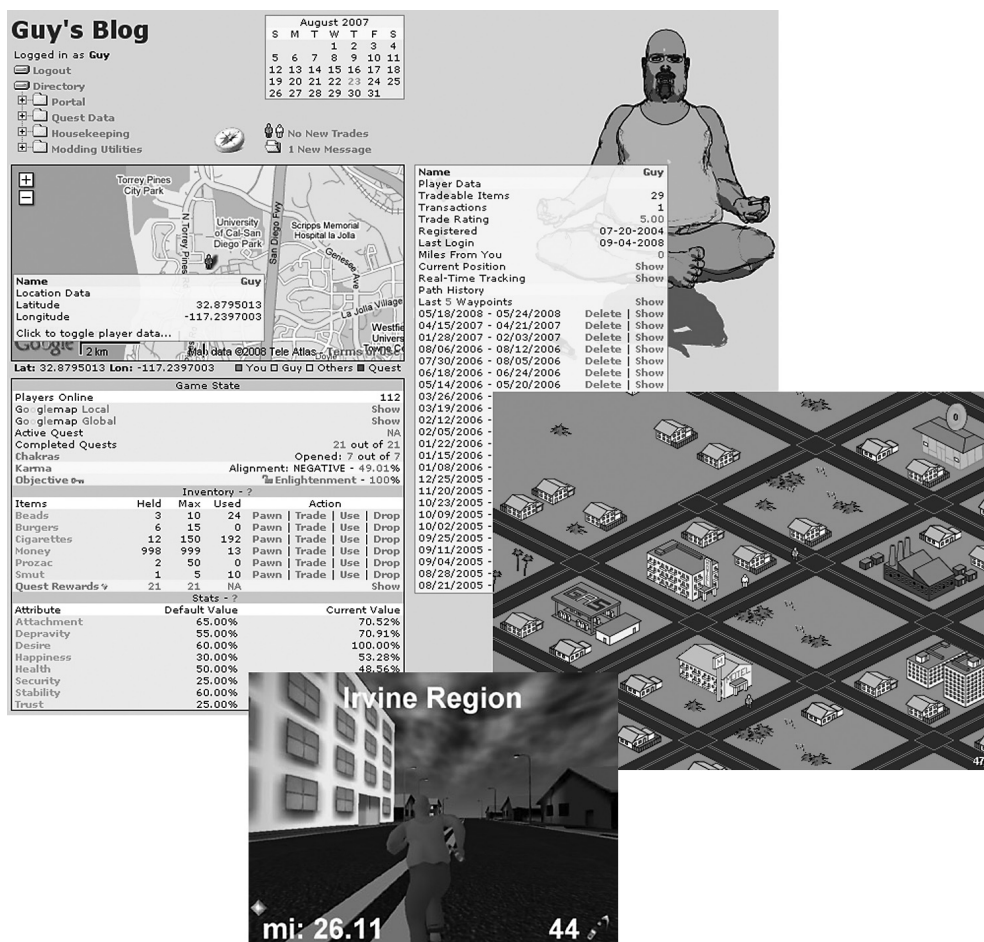 Guy's Blog
Logged in as Guy
Logout
Directory
Portal
Quest Data
Housekeeping
Modding Utilities
August 2007
S M T W T F S
1 2 3 4
5 6 7 8 9 10 11
12 13 14 15 16 17 18
19 20 21 22 23 24 25
26 27 28 29 30 31
No New Trades
1 New Message
Torrey Pines
City Park
N Torrey Pines
University
of Cal-San
Diego Park
San Diego Fwy
Scripps Memorial
Hospital la Jolla
Genesee Ave
La Jolla Village
Name Guy
Location Data
Latitude 32.8795013
Longitude -117.2397003
Click to toggle player data...
Google
2 km
Map data ©2008 Tele Atlas - Terms of Use
Lat: 32.8795013 Lon: -117.2397003 You Guy Others Quest
Name Guy
Player Data
Tradeable Items 29
Transactions 1
Trade Rating 5.00
Registered 07-20-2004
Last Login 09-04-2008
Miles From You 0
Current Position Show
Real-Time Tracking Show
Path History
Last 5 Waypoints Show
05/18/2008 - 05/24/2008 Delete | Show
04/15/2007 - 04/21/2007 Delete | Show
01/28/2007 - 02/03/2007 Delete | Show
08/06/2006 - 08/12/2006 Delete | Show
07/30/2006 - 08/05/2006 Delete | Show
06/18/2006 - 06/24/2006 Delete | Show
05/14/2006 - 05/20/2006 Delete | Show
03/26/2006 -
03/19/2006 -
02/12/2006 -
02/05/2006 -
01/22/2006 -
01/15/2006 -
01/08/2006 -
12/25/2005 -
11/20/2005 -
10/23/2005 -
10/09/2005 -
10/02/2005 -
09/25/2005 -
09/11/2005 -
09/04/2005 -
08/28/2005 -
08/21/2005 -
Game State
Players Online 112
Googlemap Local Show
Googlemap Global Show
Active Quest NA
Completed Quests 21 out of 21
Chakras Opened: 7 out of 7
Karma Alignment: NEGATIVE - 49.01%
Objective Enlightenment - 100%
Inventory - ?
Items Held Max Used Action
Beads 3 10 24 Pawn | Trade | Use | Drop
Burgers 6 15 0 Pawn | Trade | Use | Drop
Cigarettes 12 150 192 Pawn | Trade | Use | Drop
Money 998 999 13 Pawn | Trade | Use | Drop
Prozac 2 50 0 Pawn | Trade | Use | Drop
Smut 1 5 10 Pawn | Trade | Use | Drop
Quest Rewards 21 21 NA Show
Stats - ?
Attribute Default Value Current Value
Attachment 65.00% 70.52%
Depravity 55.00% 70.91%
Desire 60.00% 100.00%
Happiness 30.00% 53.28%
Health 50.00% 48.56%
Security 25.00%
Stability 60.00%
Trust 25.00%
GAS
M
0
47
Irvine Region
mi: 26.11
44